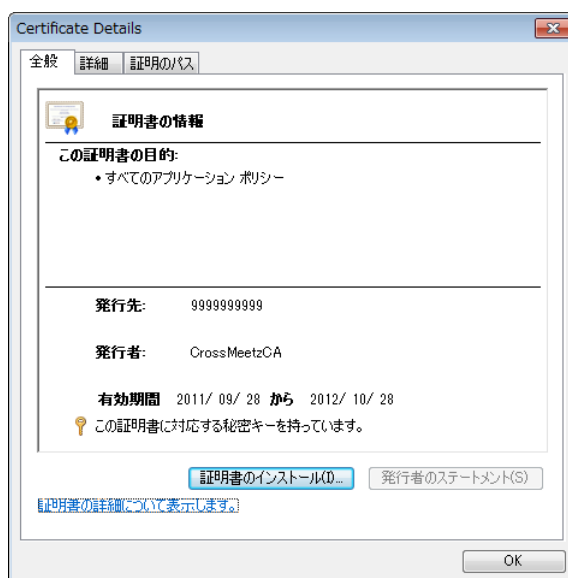 Certificate Details
全般 詳細 証明のパス
証明書の情報
この証明書の目的:
• すべてのアプリケーション ポリシー
発行先: 9999999999
発行者: CrossMeetzCA
有効期間 2011/ 09/ 28 から 2012/ 10/ 28
この証明書に対応する秘密キーを持っています。
証明書のインストール(I)... 発行者のステートメント(S)
証明書の詳細について表示します。
OK